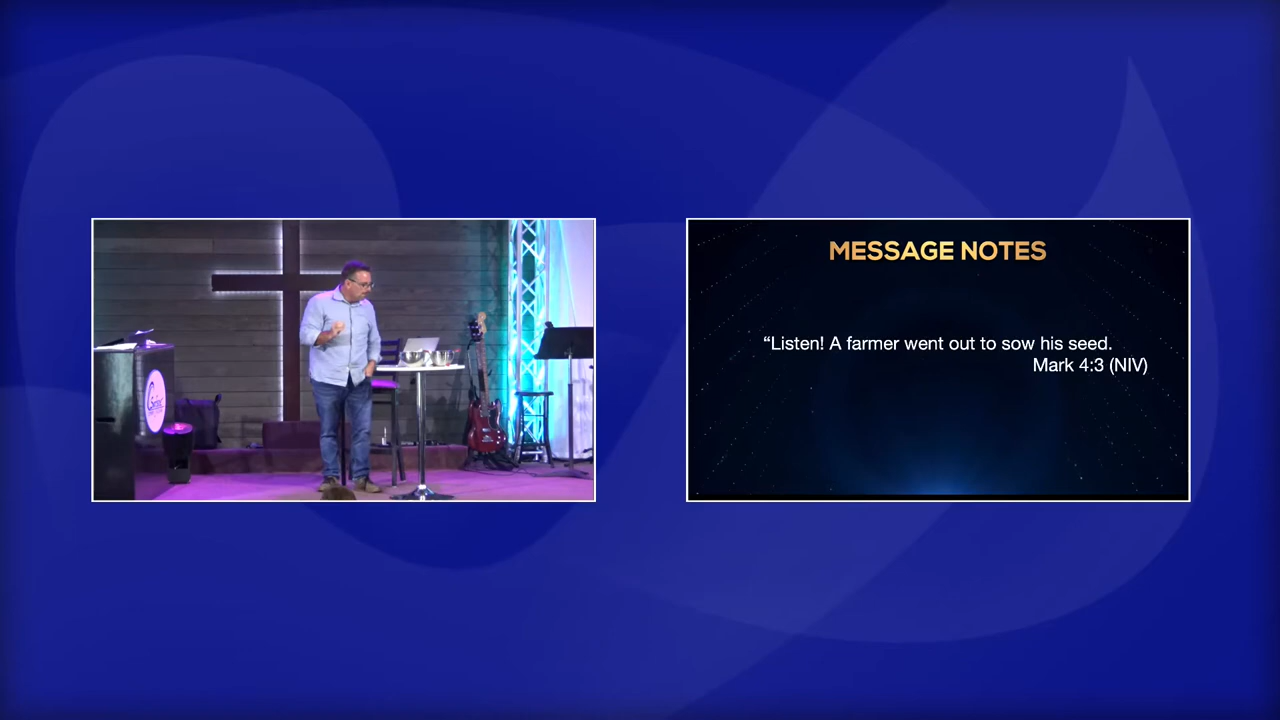 MESSAGE NOTES
“Listen! A farmer went out to sow his seed.
Mark 4:3 (NIV)